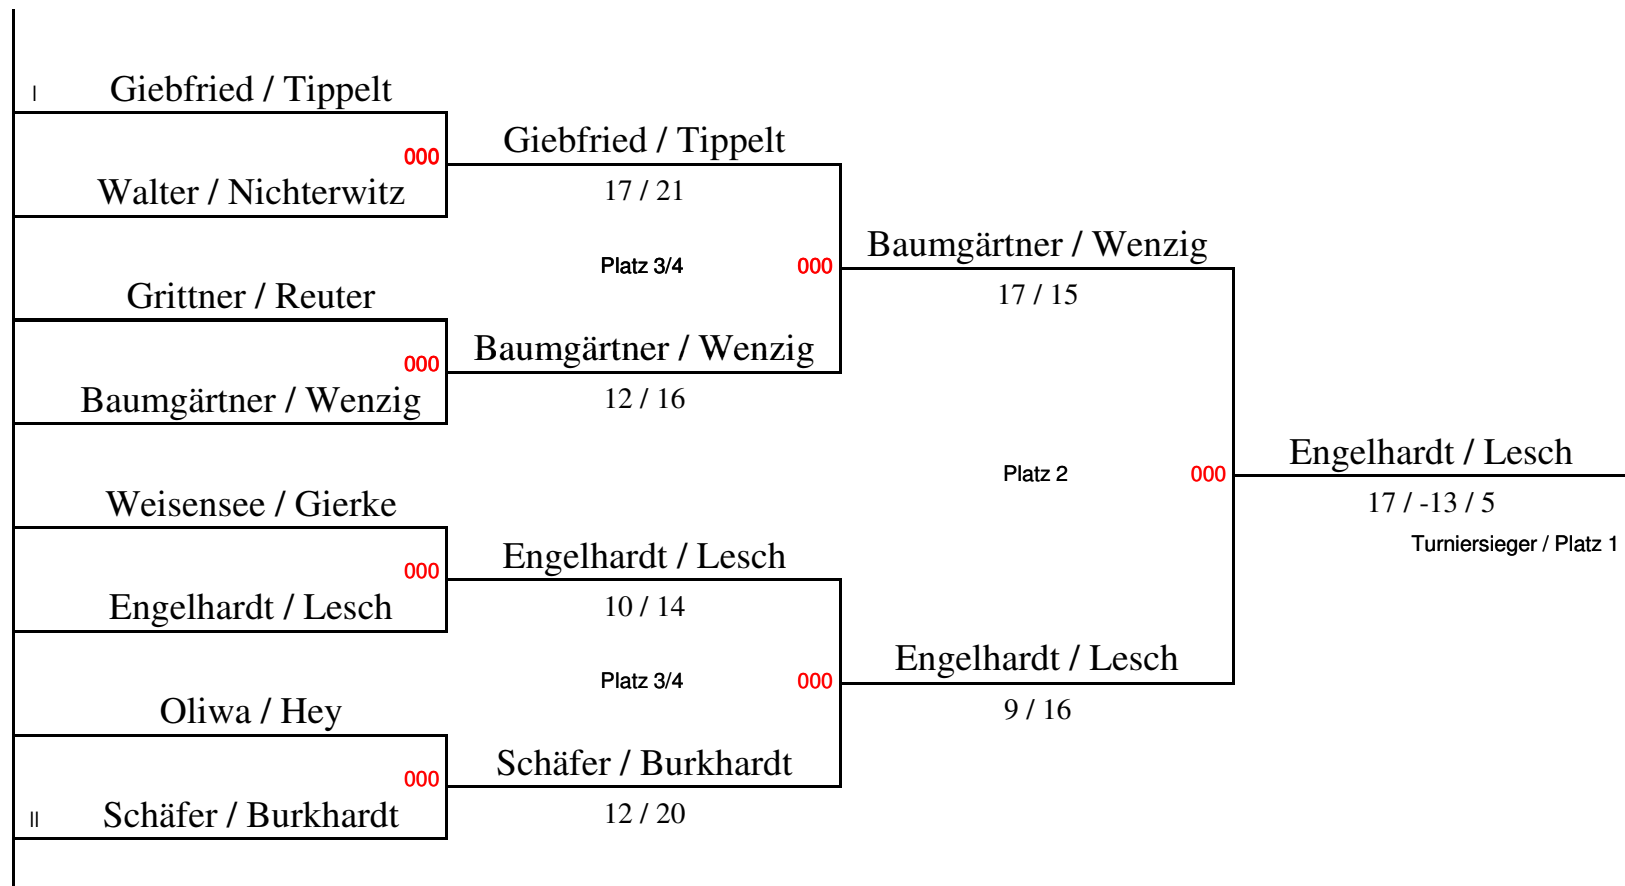 I Giebfried / Tippelt
Giebfried / Tippelt
000
Walter / Nichterwitz
17 / 21
Baumgärtner / Wenzig
Platz 3/4
000
Grittner / Reuter
17 / 15
Baumgärtner / Wenzig
000
Baumgärtner / Wenzig
12 / 16
Engelhardt / Lesch
Platz 2
000
Weisensee / Gierke
17 / -13 / 5
Turniersieger / Platz 1
Engelhardt / Lesch
000
Engelhardt / Lesch
10 / 14
Engelhardt / Lesch
Platz 3/4
000
Oliwa / Hey
9 / 16
Schäfer / Burkhardt
000
II Schäfer / Burkhardt
12 / 20